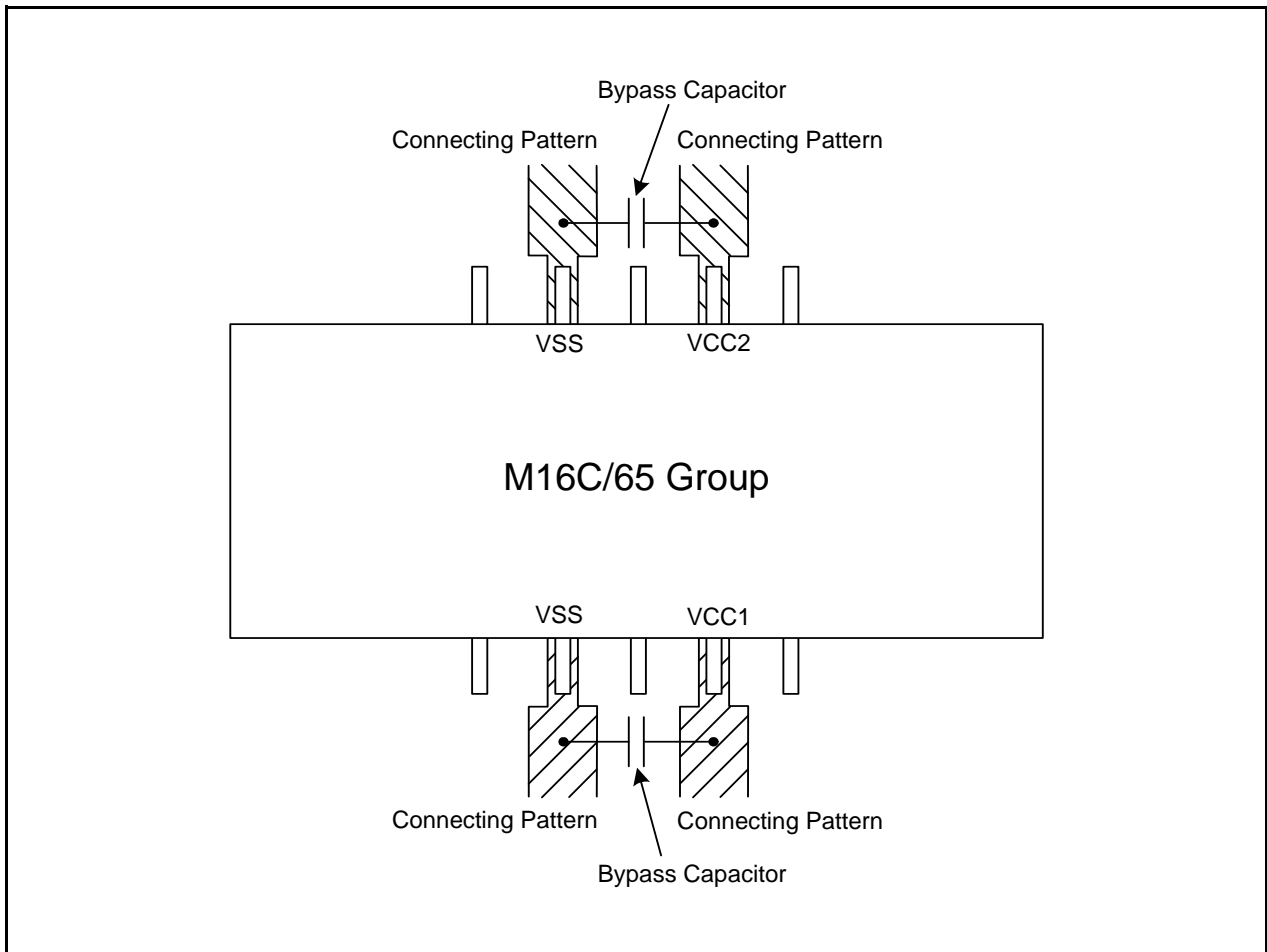 Bypass Capacitor
Connecting Pattern
Connecting Pattern
VSS
VCC2
M16C/65 Group
VSS
VCC1
Connecting Pattern
Connecting Pattern
Bypass Capacitor